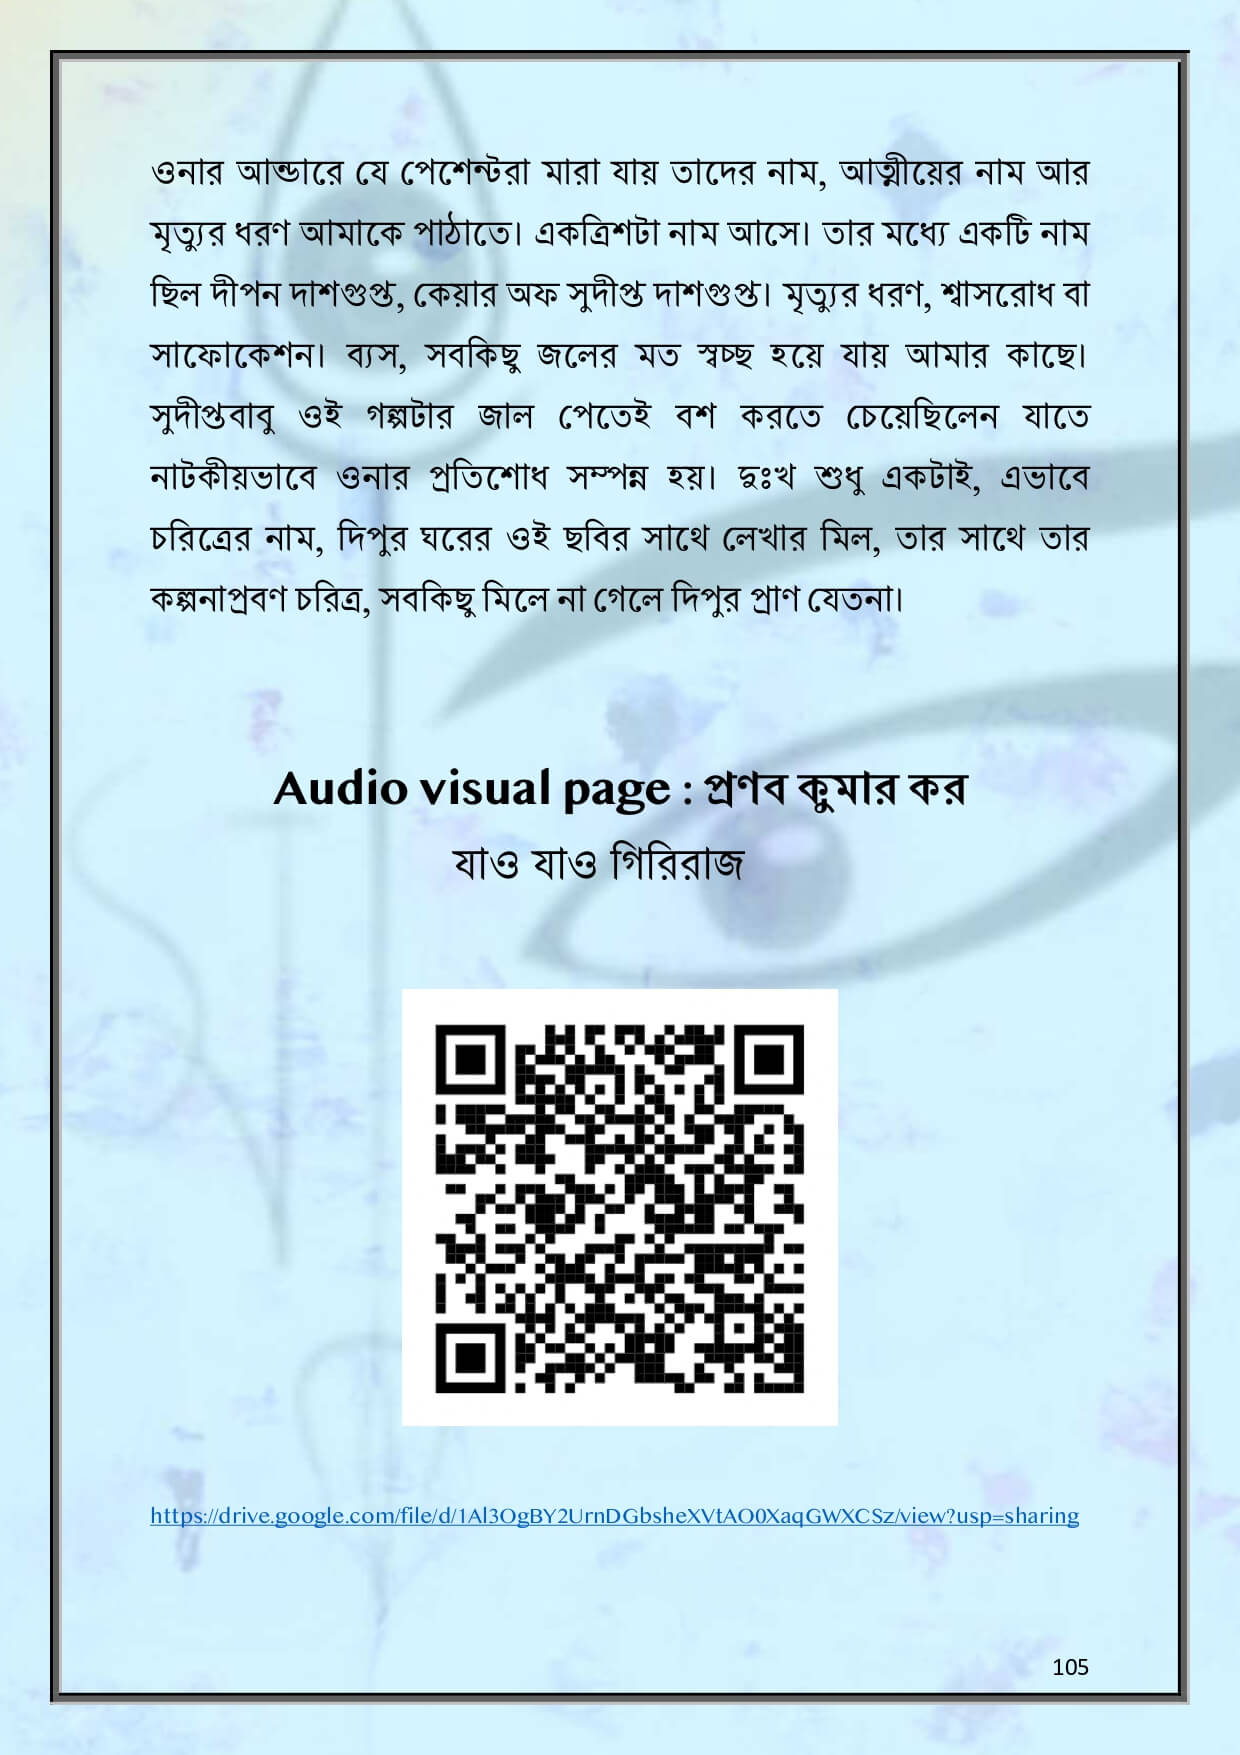 ওনার আন্ডারে যে পেশেন্টরা মারা যায় তাদের নাম, আত্মীয়ের নাম আর
মৃত্যুর ধরণ আমাকে পাঠাতে। একত্রিশটা নাম আসে। তার মধ্যে একটি নাম
ছিল দীপন দাশগুপ্ত, কেয়ার অফ সুদীপ্ত দাশগুপ্ত। মৃত্যুর ধরণ, শ্বাসরোধ বা
সাফোকেশন। ব্যস, সবকিছু জলের মত স্বচ্ছ হয়ে যায় আমার কাছে।
সুদীপ্তবাবু ওই গল্পটার জাল পেতেই বশ করতে চেয়েছিলেন যাতে
নাটকীয়ভাবে ওনার প্রতিশোধ সম্পন্ন হয়। দুঃখ শুধু একটাই, এভাবে
চরিত্রের নাম, দিপুর ঘরের ওই ছবির সাথে লেখার মিল, তার সাথে তার
কল্পনাপ্রবণ চরিত্র, সবকিছু মিলে না গেলে দিপুর প্রাণ যেতনা।
Audio visual page : প্রণব কুমার কর
যাও যাও গিরিরাজ
https://drive.google.com/file/d/1Al3OgBY2UrnDGbsheXVtAO0XaqGWXCSz/view?usp=sharing
105